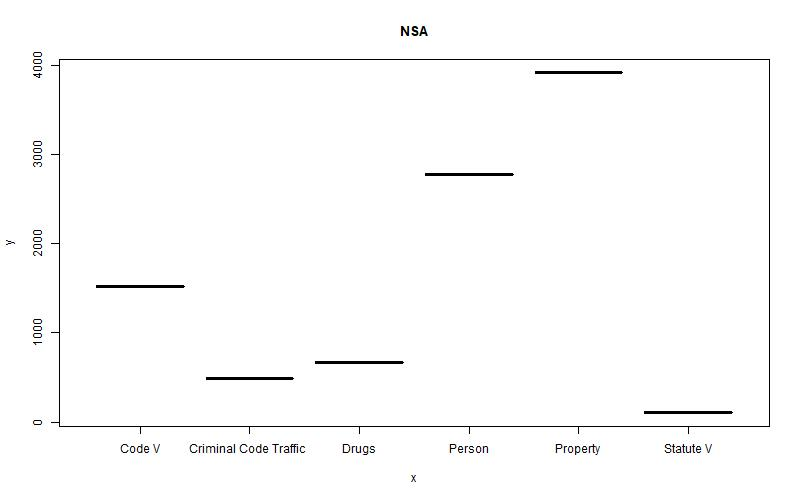 NSA
4000
3000
2000
1000
0
y
Code V Criminal Code Traffic Drugs Person Property Statute V
x